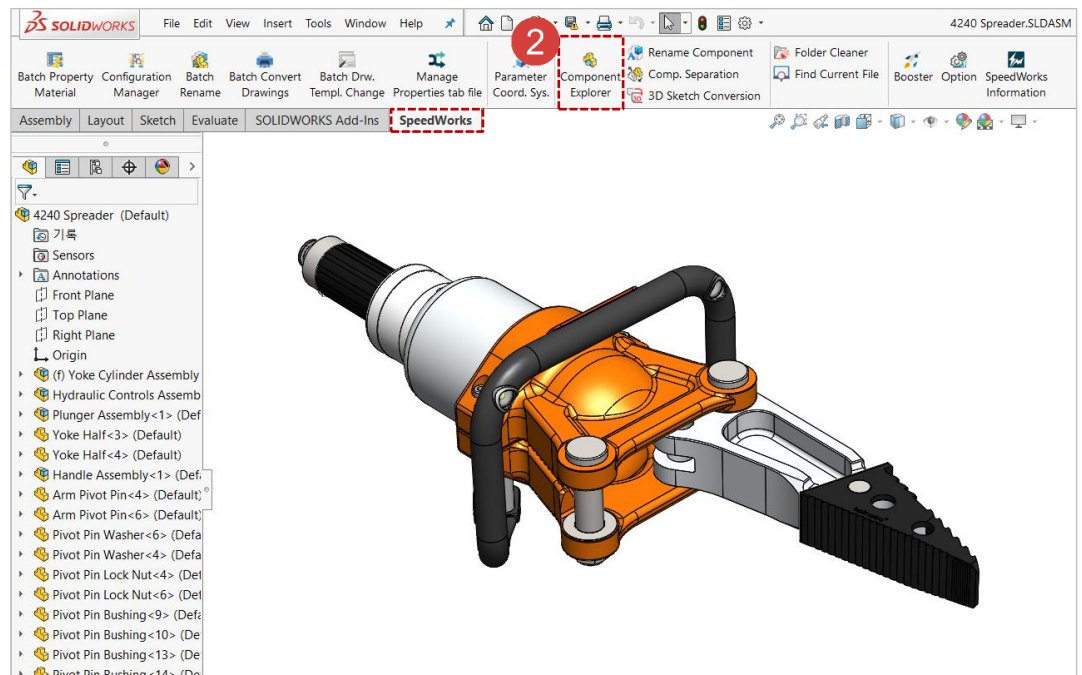 SOLIDWORKS File Edit View Insert Tools Window Help 4240 Spreader.SLDASM
2
Batch Property Material
Configuration Manager
Batch Rename
Batch Convert Drawings
Batch Drw. Templ. Change
Manage Properties tab file
Parameter Coord. Sys.
Component Explorer
Rename Component
Comp. Separation
3D Sketch Conversion
Folder Cleaner
Find Current File
Booster
Option
SpeedWorks Information
Assembly Layout Sketch Evaluate SOLIDWORKS Add-Ins SpeedWorks
4240 Spreader (Default)
기록
Sensors
Annotations
Front Plane
Top Plane
Right Plane
Origin
(f) Yoke Cylinder Assembly
Hydraulic Controls Assemb
Plunger Assembly<1> (Def
Yoke Half<3> (Default)
Yoke Half<4> (Default)
Handle Assembly<1> (Defa
Arm Pivot Pin<4> (Default)
Arm Pivot Pin<6> (Default)
Pivot Pin Washer<6> (Defa
Pivot Pin Washer<4> (Defa
Pivot Pin Lock Nut<4> (Def
Pivot Pin Lock Nut<6> (Def
Pivot Pin Bushing<9> (Defa
Pivot Pin Bushing<10> (De
Pivot Pin Bushing<13> (De
Pivot Pin Bushing<14> (De